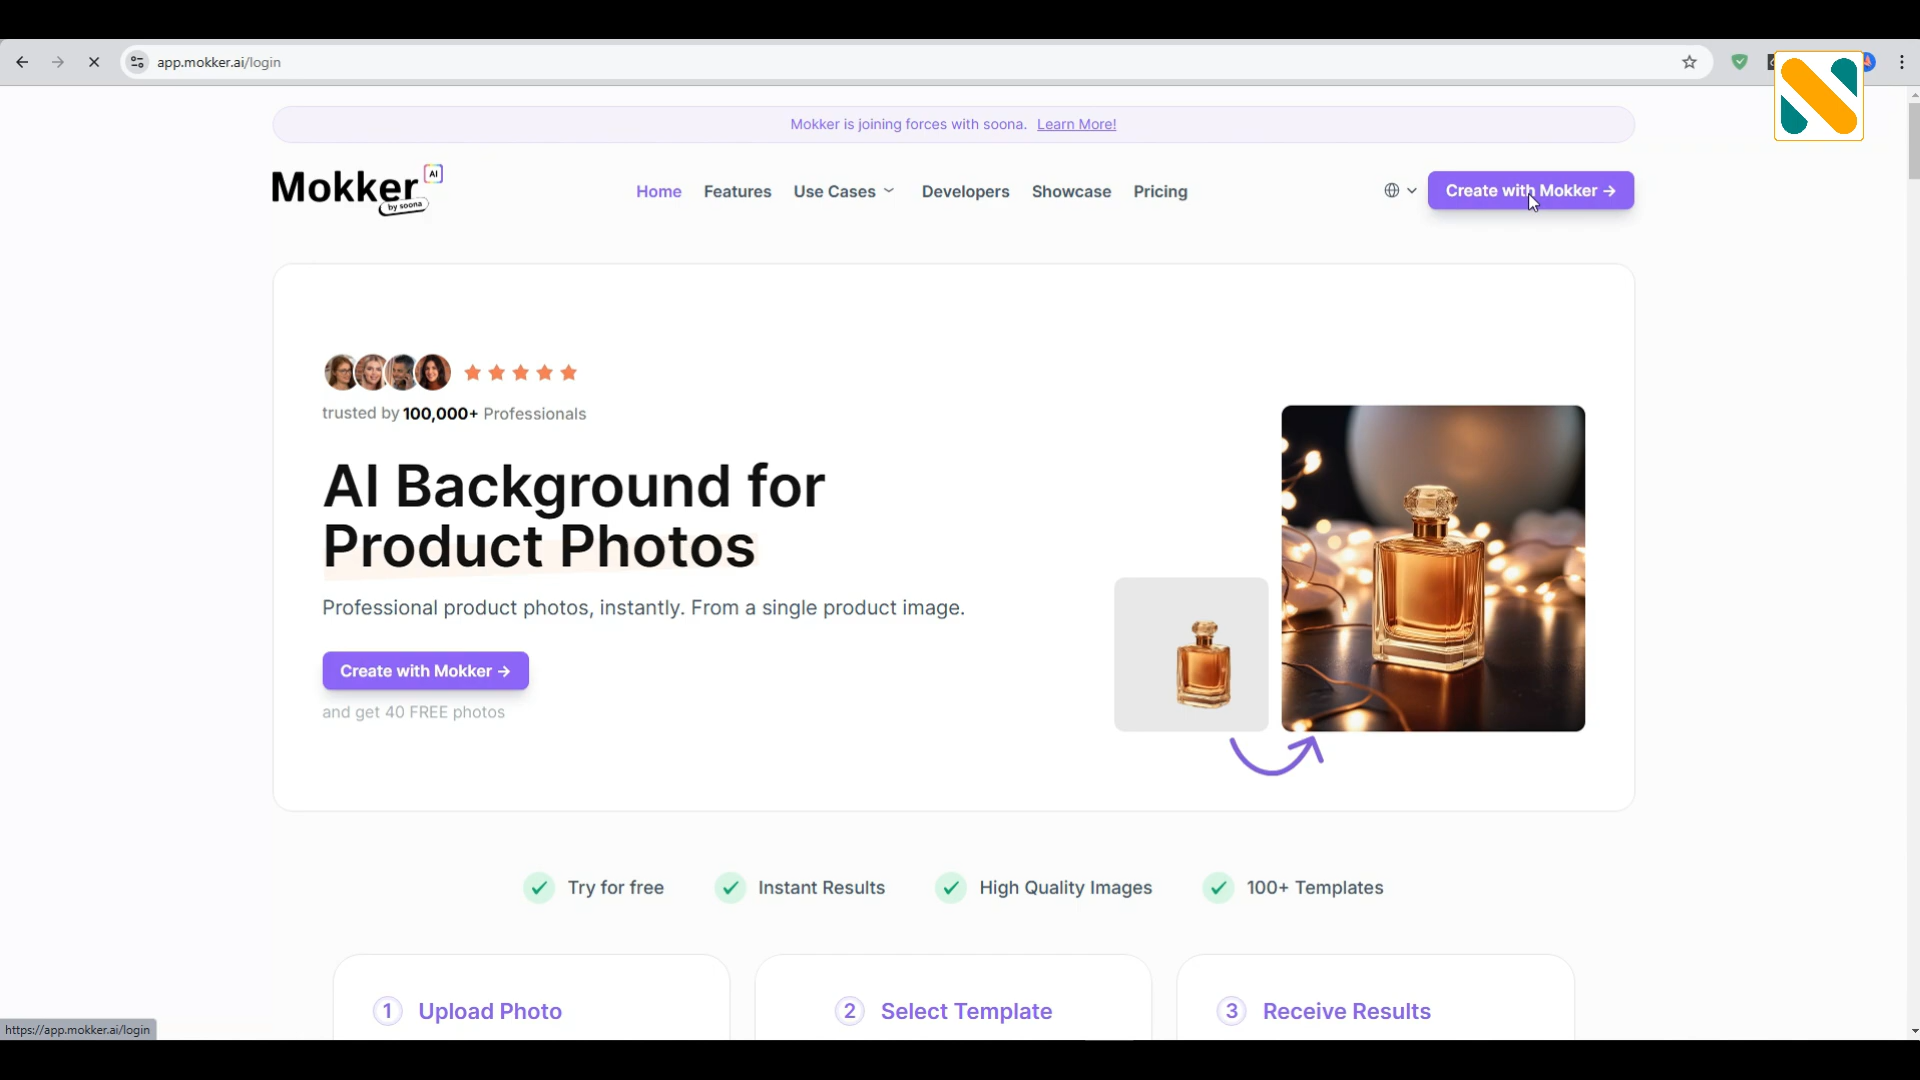 app.mokker.ai/login
Mokker is joining forces with soona. Learn More!
Mokker AI
by soona
Home Features Use Cases Developers Showcase Pricing
Create with Mokker →
trusted by 100,000+ Professionals
AI Background for
Product Photos
Professional product photos, instantly. From a single product image.
Create with Mokker →
and get 40 FREE photos
Try for free Instant Results High Quality Images 100+ Templates
1 Upload Photo 2 Select Template 3 Receive Results
https://app.mokker.ai/login